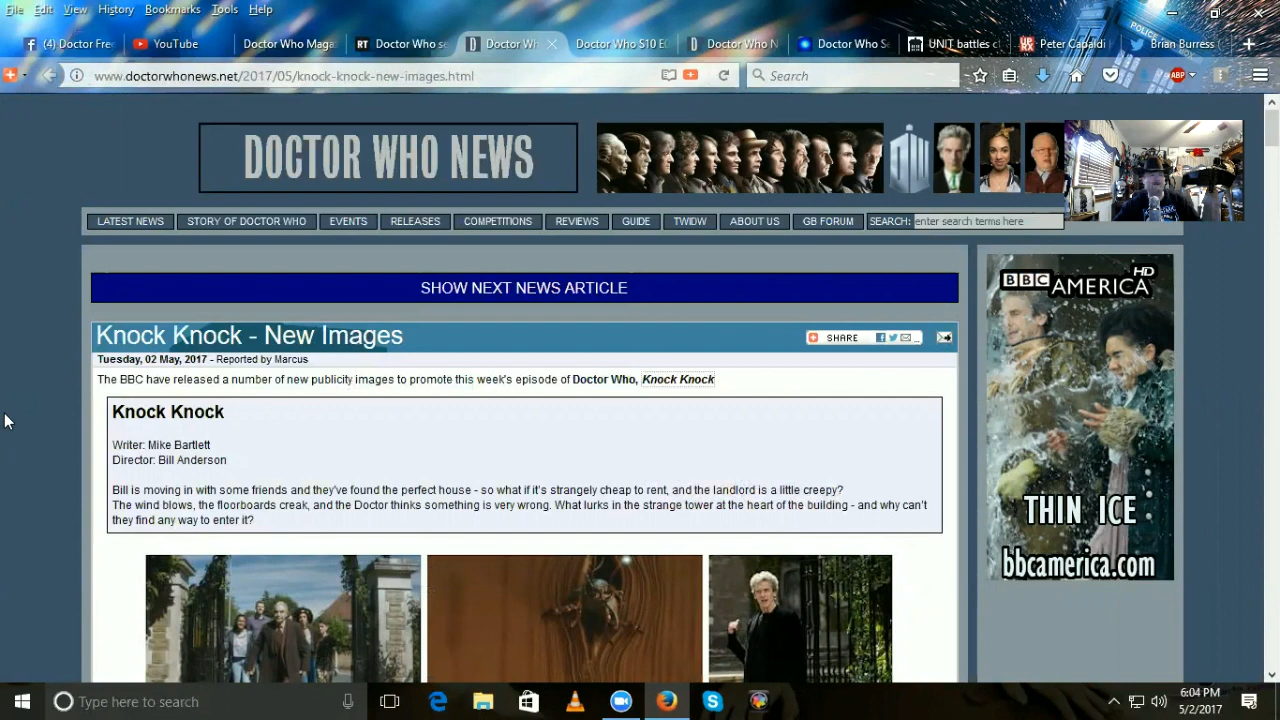 File Edit View History Bookmarks Tools Help
(4) Doctor Fre
YouTube
Doctor Who Maga
Doctor Who se
Doctor Wh
Doctor Who S10 E
Doctor Who N
Doctor Who Se
UNIT battles c
Peter Capaldi
Brian Burress (
www.doctorwhonews.net/2017/05/knock-knock-new-images.html
Search
ABP
DOCTOR WHO NEWS
LATEST NEWS
STORY OF DOCTOR WHO
EVENTS
RELEASES
COMPETITIONS
REVIEWS
GUIDE
TWIDW
ABOUT US
GB FORUM
SEARCH: enter search terms here
SHOW NEXT NEWS ARTICLE
BBC AMERICA HD
Knock Knock - New Images
SHARE
Tuesday, 02 May, 2017 - Reported by Marcus
The BBC have released a number of new publicity images to promote this week's episode of Doctor Who, Knock Knock
Knock Knock
Writer: Mike Bartlett
Director: Bill Anderson
Bill is moving in with some friends and they've found the perfect house - so what if it's strangely cheap to rent, and the landlord is a little creepy?
The wind blows, the floorboards creak, and the Doctor thinks something is very wrong. What lurks in the strange tower at the heart of the building - and why can't
they find any way to enter it?
THIN ICE
bbcamerica.com
Type here to search
6:04 PM
5/2/2017